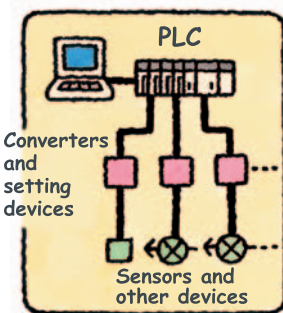 PLC
Converters
and
setting
devices
Sensors and
other devices